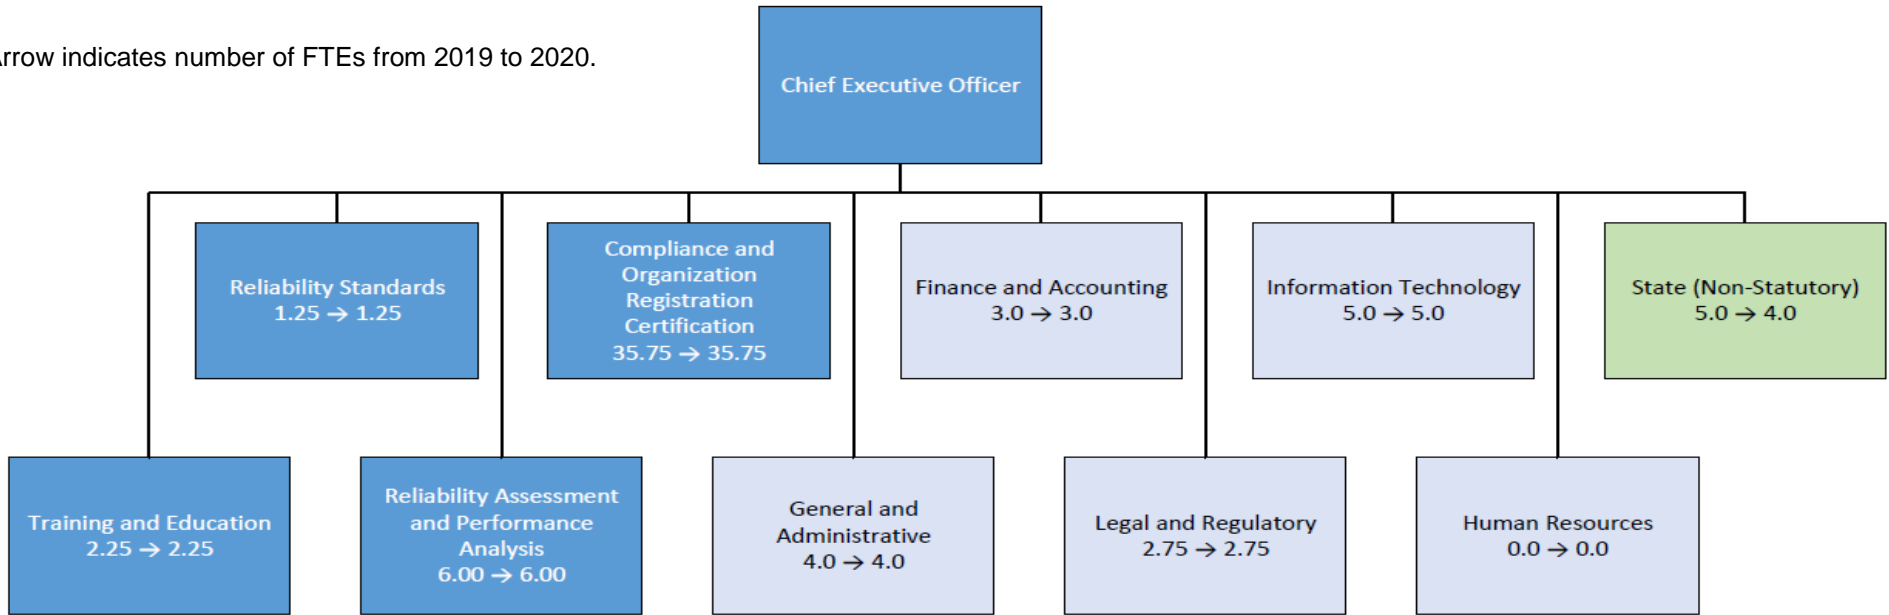 indicates number of FTEs from 2019 to 2020.
Chief Executive Officer
Reliability Standards
1.25 → 1.25
Compliance and
Organization
Registration
Certification
35.75 → 35.75
Finance and Accounting
3.0 → 3.0
Information Technology
5.0 → 5.0
State (Non-Statutory)
5.0 → 4.0
Training and Education
2.25 → 2.25
Reliability Assessment
and Performance
Analysis
6.00 → 6.00
General and
Administrative
4.0 → 4.0
Legal and Regulatory
2.75 → 2.75
Human Resources
0.0 → 0.0